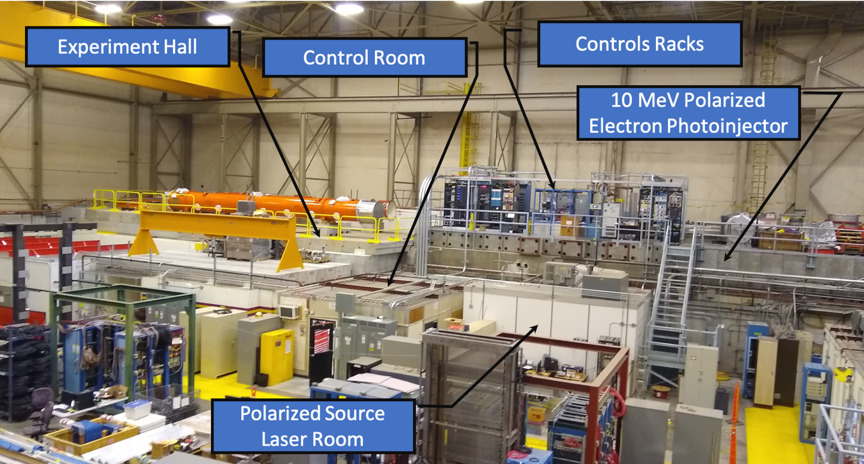 Experiment Hall
Control Room
Controls Racks
10 MeV Polarized
Electron Photoinjector
Polarized Source
Laser Room